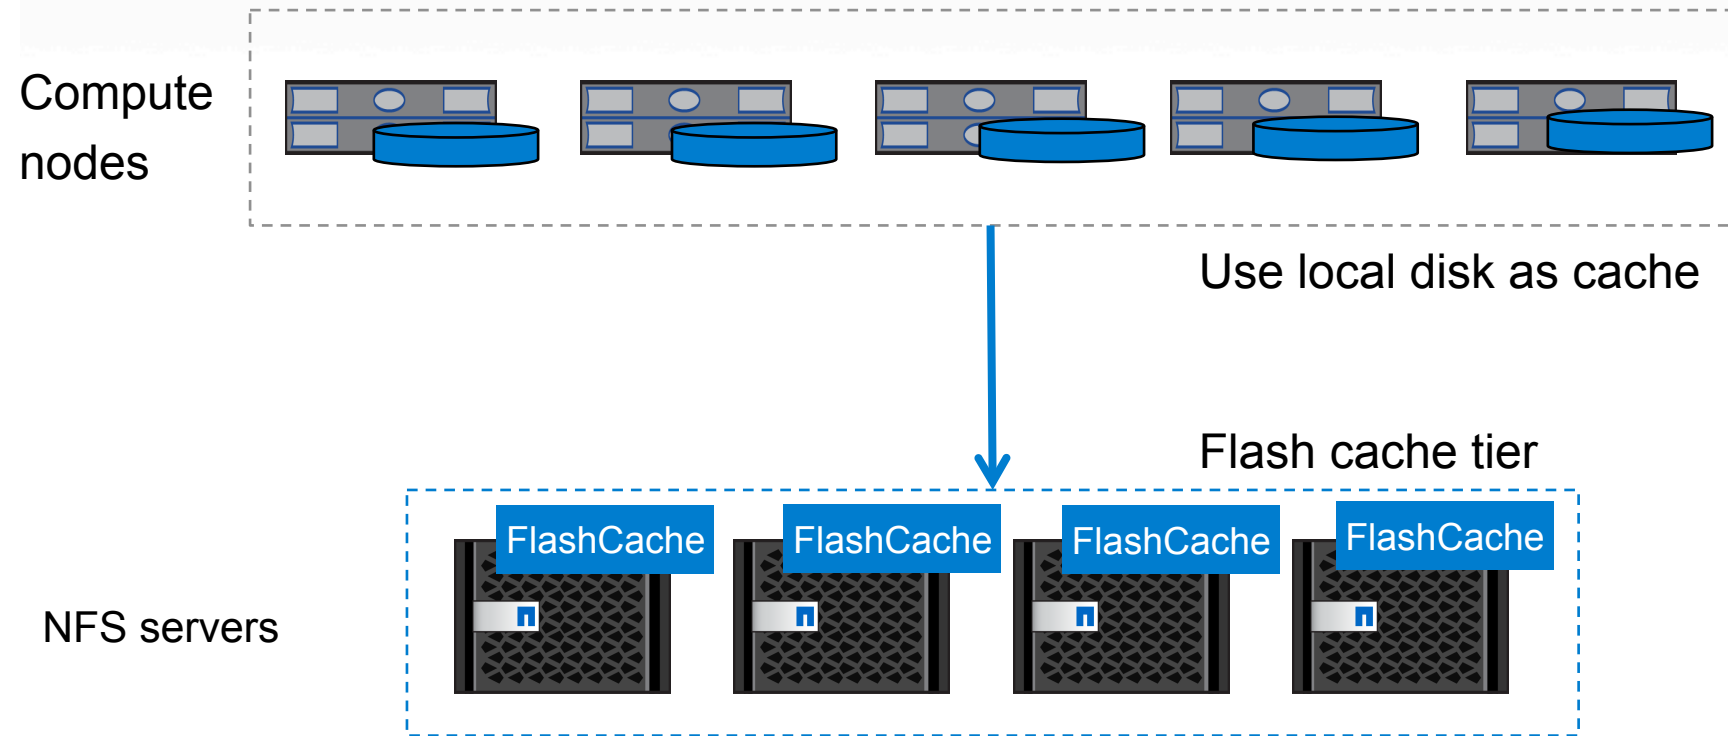 Compute
nodes
Use local disk as cache
Flash cache tier
FlashCache
FlashCache
FlashCache
FlashCache
NFS servers